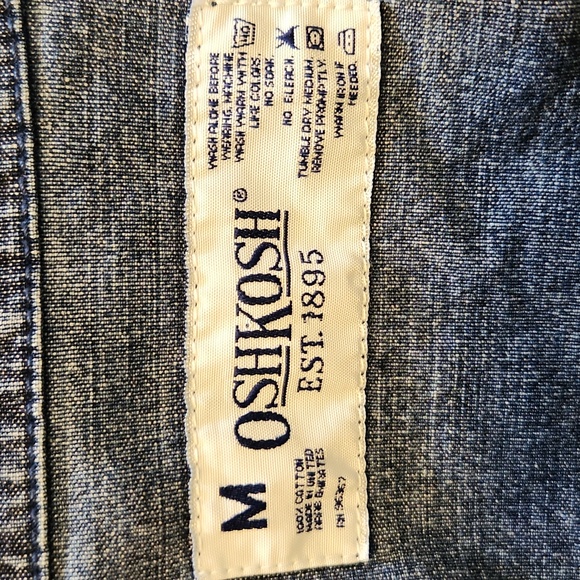 M
OSHKOSH®
EST. 1895
100% COTTON
MADE IN UNITED
ARAB EMIRATES
WASH ALONE BEFORE
WEARING. MACHINE
WASH WARM WITH
LIKE COLORS.
NO SOAK.
NO BLEACH.
TUMBLE DRY MEDIUM
REMOVE PROMPTLY.
WARM IRON IF
NEEDED.